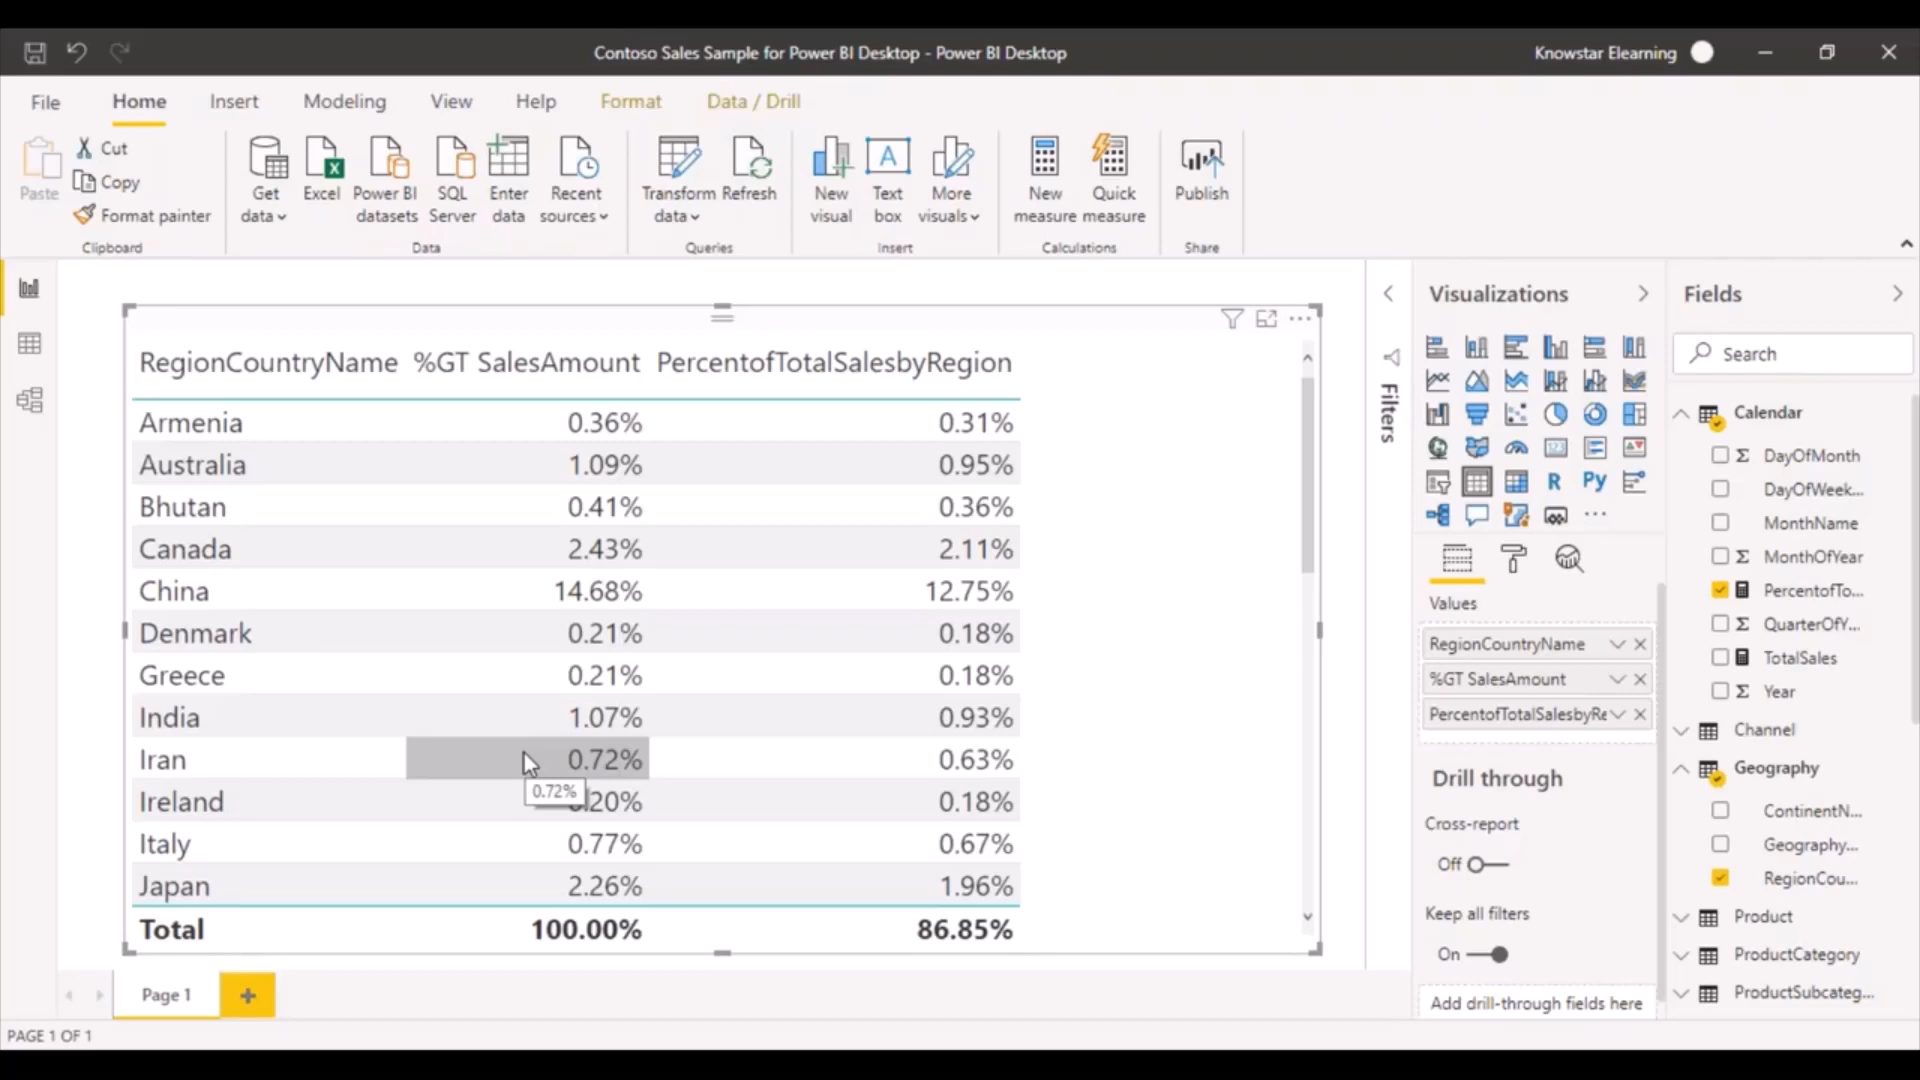 Contoso Sales Sample for Power BI Desktop - Power BI Desktop
Knowstar Elearning
File Home Insert Modeling View Help Format Data / Drill
Paste
Cut
Copy
Format painter
Clipboard
Get data
Excel
Power BI datasets
SQL Server
Enter data
Recent sources
Data
Transform data
Refresh
Queries
New visual
A
Text box
More visuals
Insert
New measure
Quick measure
Calculations
Publish
Share
RegionCountryName %GT SalesAmount PercentofTotalSalesbyRegion
Armenia 0.36% 0.31%
Australia 1.09% 0.95%
Bhutan 0.41% 0.36%
Canada 2.43% 2.11%
China 14.68% 12.75%
Denmark 0.21% 0.18%
Greece 0.21% 0.18%
India 1.07% 0.93%
Iran 0.72% 0.63%
0.72%
Ireland .20% 0.18%
Italy 0.77% 0.67%
Japan 2.26% 1.96%
Total 100.00% 86.85%
Page 1
PAGE 1 OF 1
Filters
Visualizations
R Py
Values
RegionCountryName
%GT SalesAmount
PercentofTotalSalesbyRe
Drill through
Cross-report
Off
Keep all filters
On
Add drill-through fields here
Fields
Search
Calendar
DayOfMonth
DayOfWeek...
MonthName
MonthOfYear
PercentofTo...
QuarterOfY...
TotalSales
Year
Channel
Geography
ContinentN...
Geography...
RegionCou...
Product
ProductCategory
ProductSubcateg...